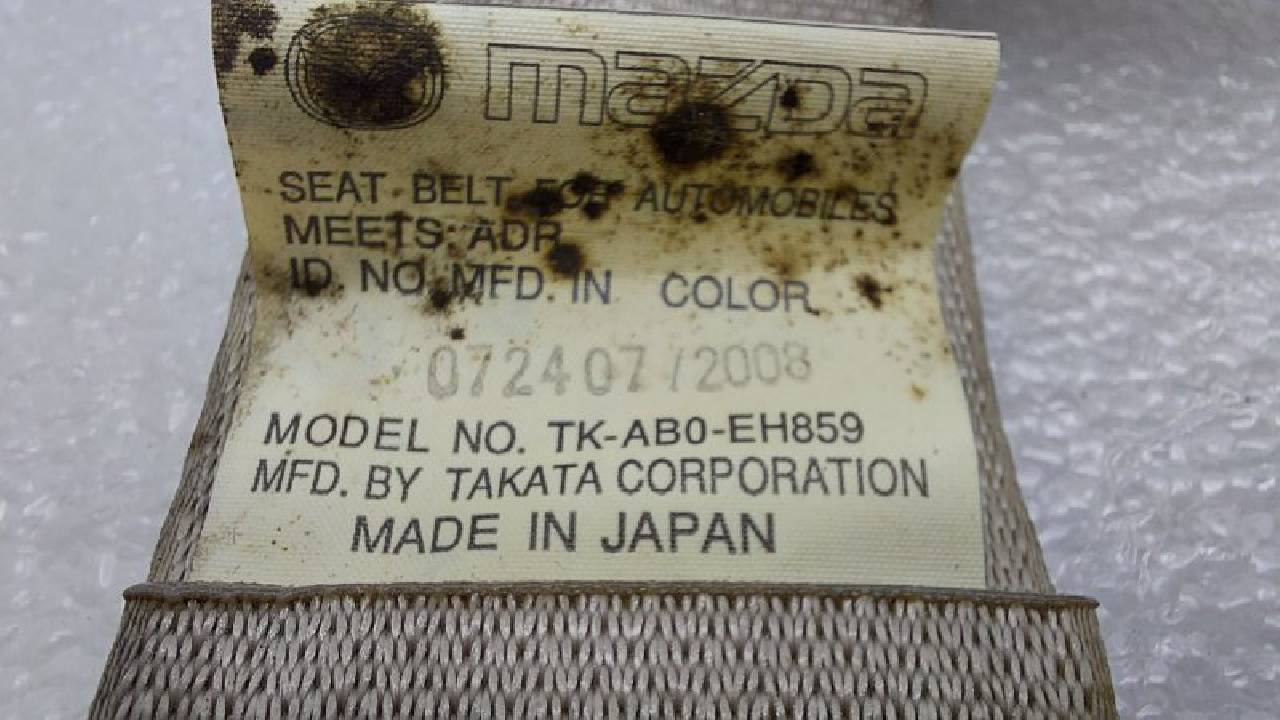 mazda
SEAT BELT FOR AUTOMOBILES
MEETS ADR
ID. NO. MFD. IN COLOR
072407/2008
MODEL NO. TK-AB0-EH859
MFD. BY TAKATA CORPORATION
MADE IN JAPAN